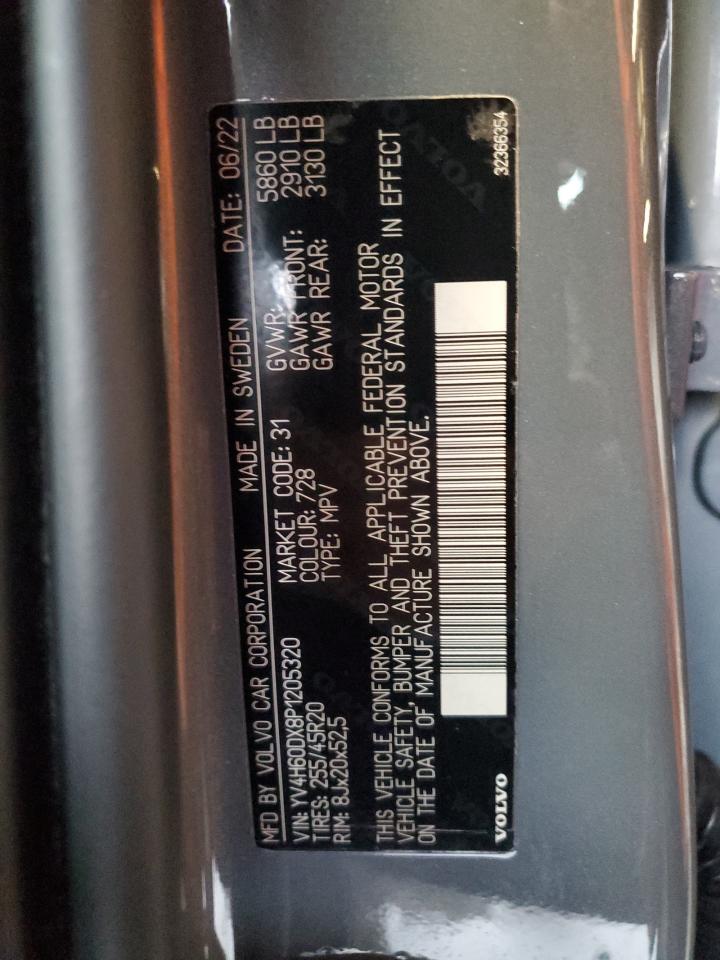 MFD BY VOLVO CAR CORPORATION MADE IN SWEDEN DATE: 06/22
VIN: YV4H60DX8P1205320 MARKET CODE: 31 GVWR: 5860 LB
TIRES: 255/45R20 COLOUR: 728 GAWR FRONT: 2910 LB
RIM: 8Jx20x52,5 TYPE: MPV GAWR REAR: 3130 LB
THIS VEHICLE CONFORMS TO ALL APPLICABLE FEDERAL MOTOR
VEHICLE SAFETY, BUMPER AND THEFT PREVENTION STANDARDS IN EFFECT
ON THE DATE OF MANUFACTURE SHOWN ABOVE.
VOLVO 32366354